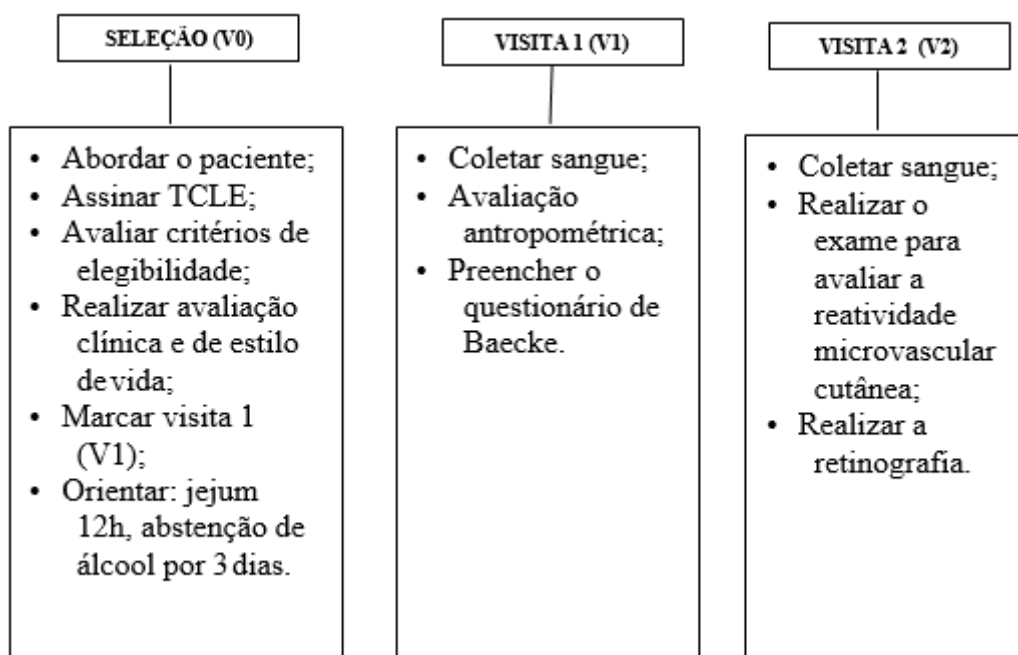 SELEÇÃO (V0)
• Abordar o paciente;
• Assinar TCLE;
• Avaliar critérios de
elegibilidade;
• Realizar avaliação
clínica e de estilo
de vida;
• Marcar visita 1
(V1);
• Orientar: jejum
12h, abstenção de
álcool por 3 dias.
VISITA 1 (V1)
• Coletar sangue;
• Avaliação
antropométrica;
• Preencher o
questionário de
Baecke.
VISITA 2 (V2)
• Coletar sangue;
• Realizar o
exame para
avaliar a
reatividade
microvascular
cutânea;
• Realizar a
retinografia.